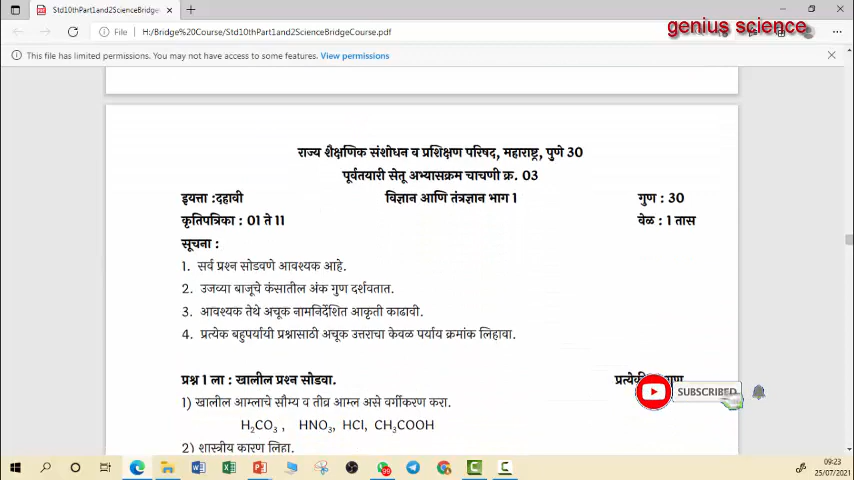 Std10thPart1and2ScienceBridge
genius science
File H:/Bridge%20Course/Std10thPart1and2ScienceBridgeCourse.pdf
This file has limited permissions. You may not have access to some features. View permissions
राज्य शैक्षणिक संशोधन व प्रशिक्षण परिषद, महाराष्ट्र, पुणे 30
पूर्वतयारी सेतू अभ्यासक्रम चाचणी क्र. 03
इयत्ता :दहावी विज्ञान आणि तंत्रज्ञान भाग 1 गुण : 30
कृतिपत्रिका : 01 ते 11 वेळ : 1 तास
सूचना :
1. सर्व प्रश्न सोडवणे आवश्यक आहे.
2. उजव्या बाजूचे कंसातील अंक गुण दर्शवतात.
3. आवश्यक तेथे अचूक नामनिर्देशित आकृती काढावी.
4. प्रत्येक बहुपर्यायी प्रश्नासाठी अचूक उत्तराचा केवळ पर्याय क्रमांक लिहावा.
प्रश्न 1 ला : खालील प्रश्न सोडवा.
SUBSCRIBED
1) खालील आम्लाचे सौम्य व तीव्र आम्ल असे वर्गीकरण करा.
H₂CO₃ , HNO₃, HCl, CH₃COOH
2) शास्त्रीय कारण लिहा.
99
09:23
25/07/2021